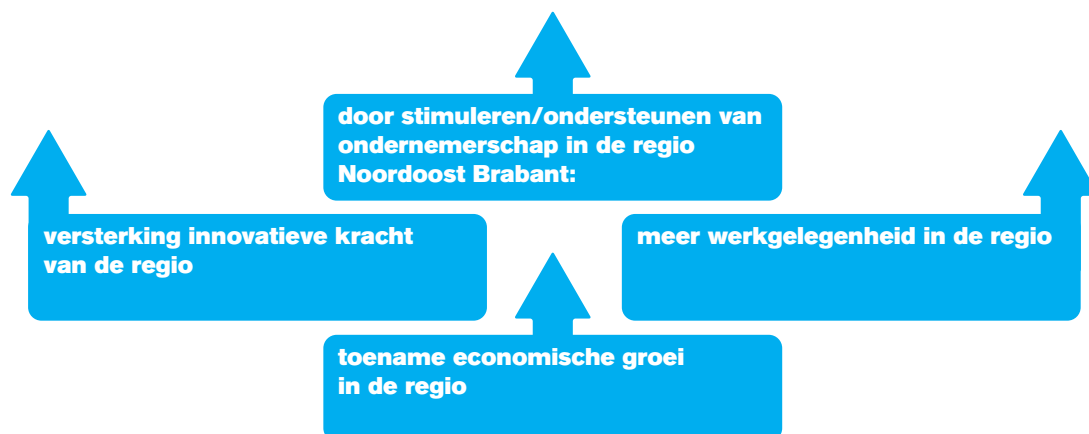 door stimuleren/ondersteunen van
ondernemerschap in de regio
Noordoost Brabant:
versterking innovatieve kracht
van de regio
meer werkgelegenheid in de regio
toename economische groei
in de regio